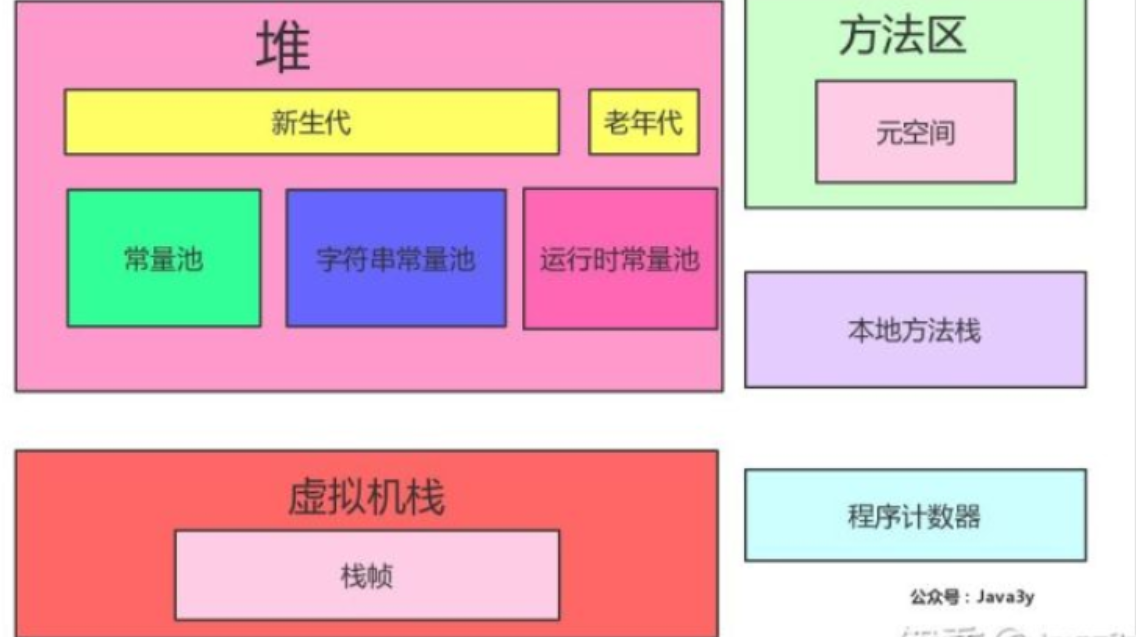 堆
新生代
老年代
常量池
字符串常量池
运行时常量池
方法区
元空间
本地方法栈
虚拟机栈
栈帧
程序计数器
公众号：Java3y